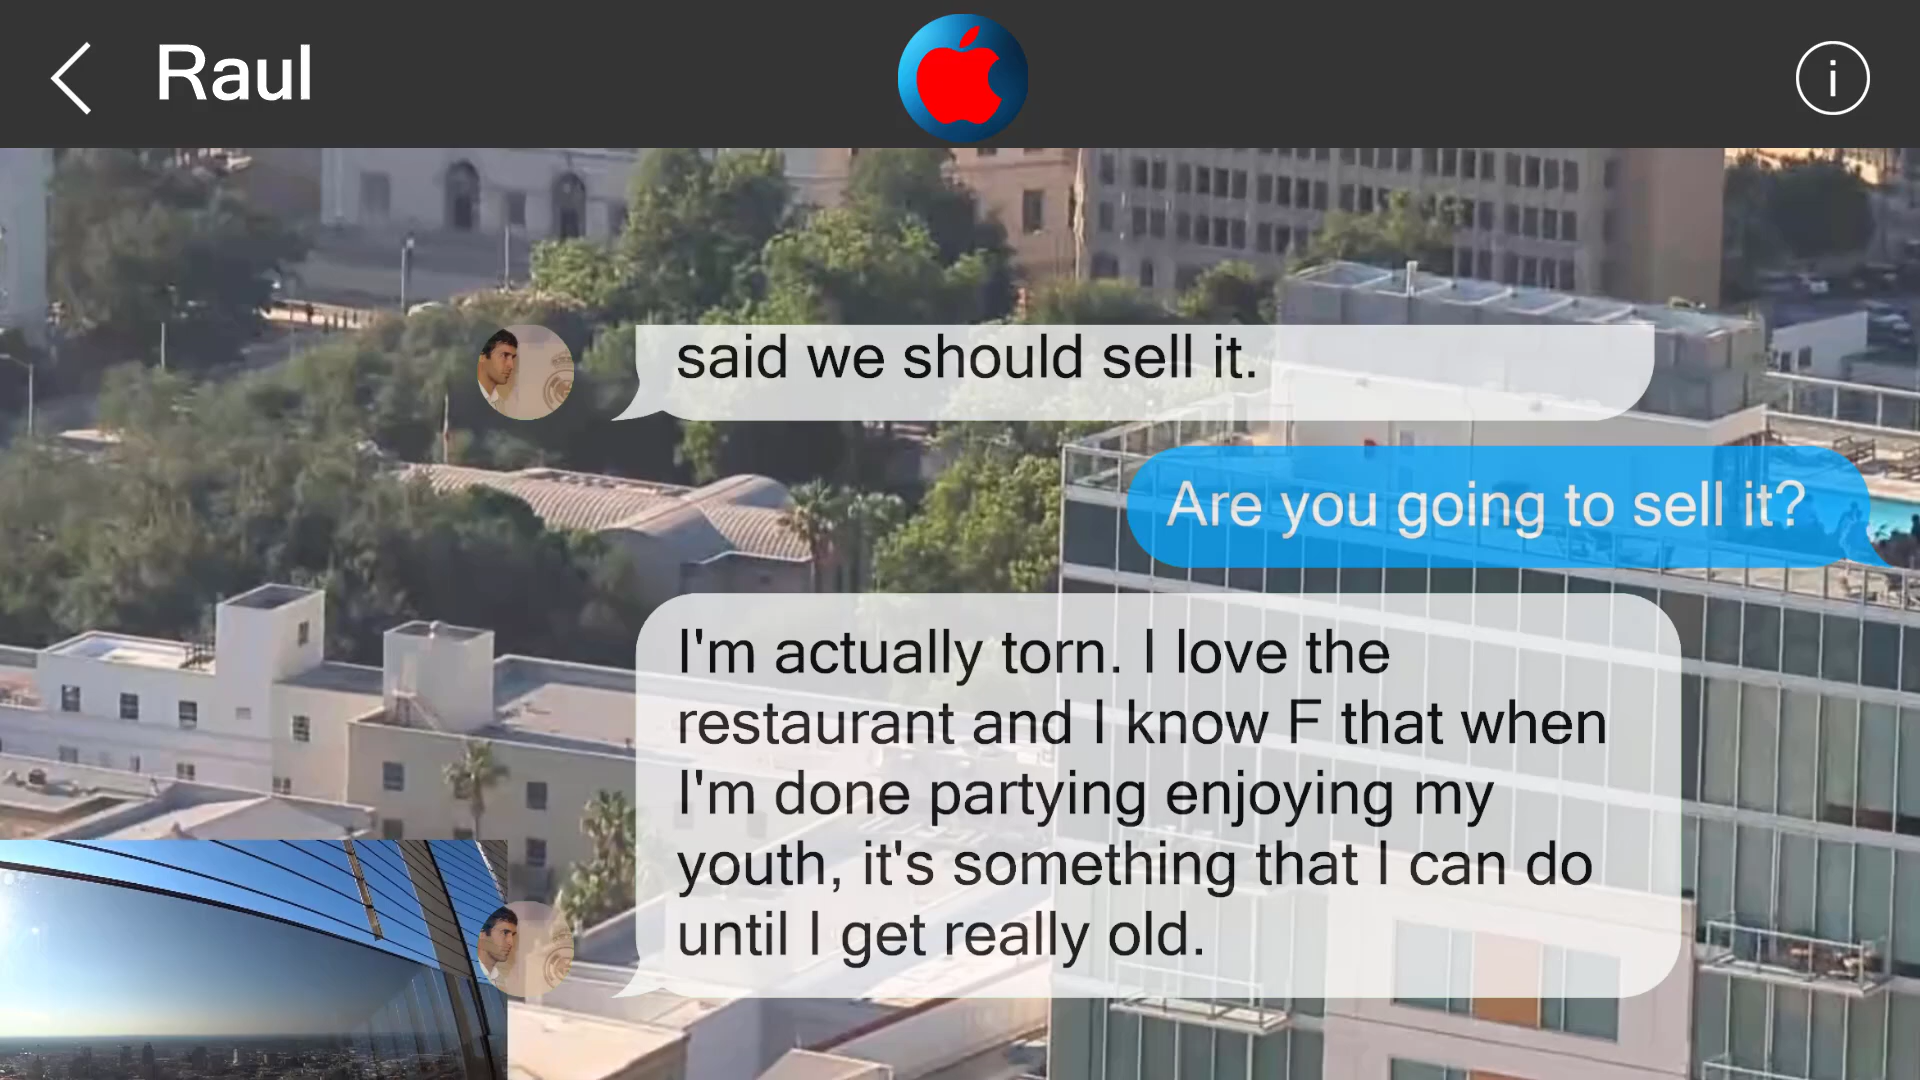 Raul
said we should sell it.
Are you going to sell it?
I'm actually torn. I love the
restaurant and I know F that when
I'm done partying enjoying my
youth, it's something that I can do
until I get really old.